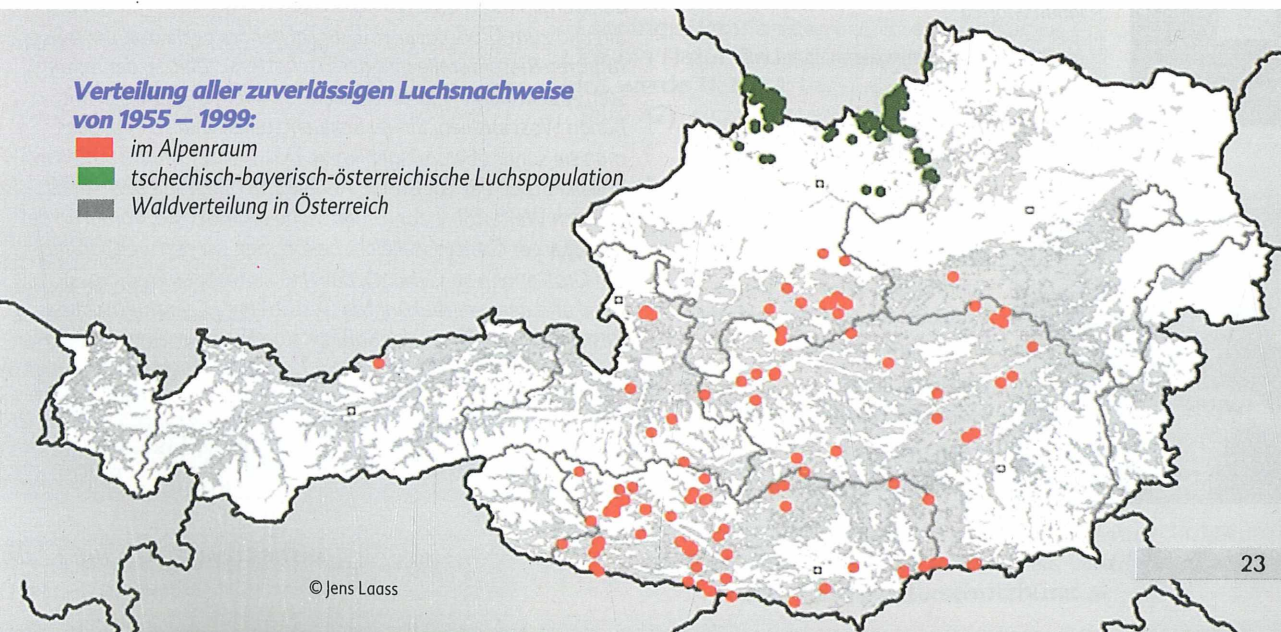 Verteilung aller zuverlässigen Luchsnachweise
von 1955 – 1999:
im Alpenraum
tschechisch-bayerisch-österreichische Luchspopulation
Waldverteilung in Österreich
© Jens Laass
23